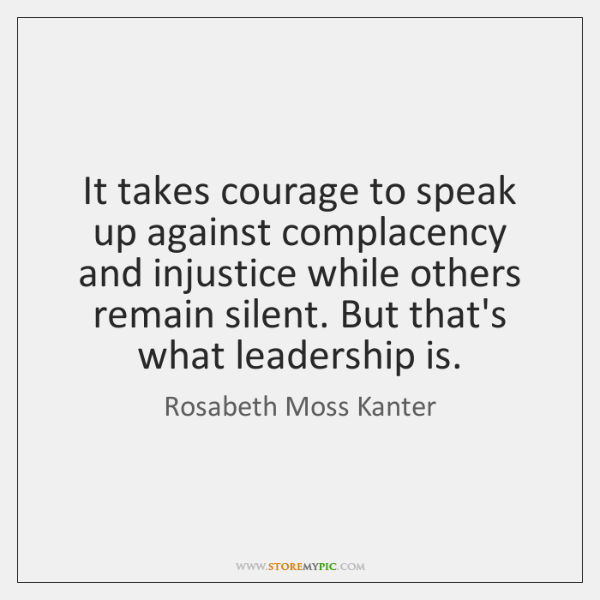 It takes courage to speak
up against complacency
and injustice while others
remain silent. But that's
what leadership is.
Rosabeth Moss Kanter
WWW.STOREMYPIC.COM